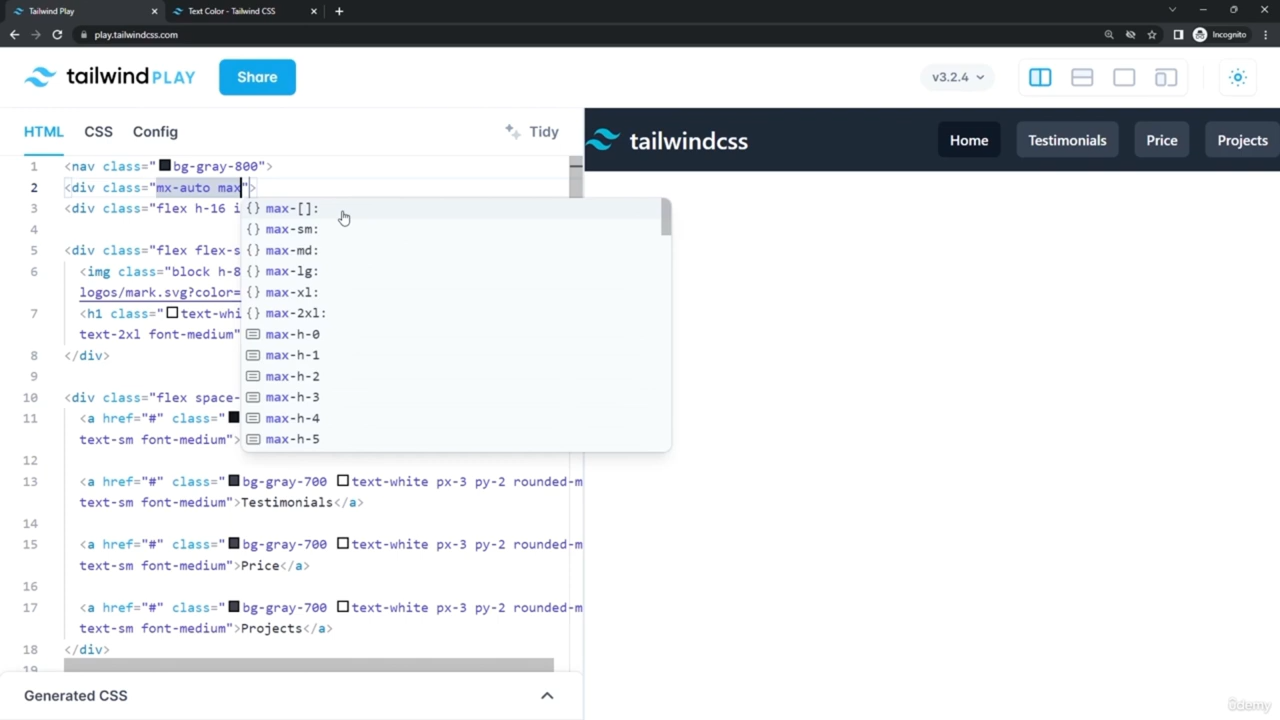 Tailwind Play
Text Color - Tailwind CSS
play.tailwindcss.com
Incognito
tailwind PLAY
Share
v3.2.4
HTML
CSS
Config
Tidy
1 <nav class="bg-gray-800">
2 <div class="mx-auto max">
3 <div class="flex h-16 i
4
5 <div class="flex flex-s
6 <img class="block h-8
logos/mark.svg?color=
7 <h1 class="text-whi
text-2xl font-medium"
8 </div>
9
10 <div class="flex space-
11 <a href="#" class="
text-sm font-medium">
12
13 <a href="#" class="bg-gray-700 text-white px-3 py-2 rounded-m
text-sm font-medium">Testimonials</a>
14
15 <a href="#" class="bg-gray-700 text-white px-3 py-2 rounded-m
text-sm font-medium">Price</a>
16
17 <a href="#" class="bg-gray-700 text-white px-3 py-2 rounded-m
text-sm font-medium">Projects</a>
18 </div>
19
{} max-[]:
{} max-sm:
{} max-md:
{} max-lg:
{} max-xl:
{} max-2xl:
max-h-0
max-h-1
max-h-2
max-h-3
max-h-4
max-h-5
Generated CSS
tailwindcss
Home
Testimonials
Price
Projects
ûdemy